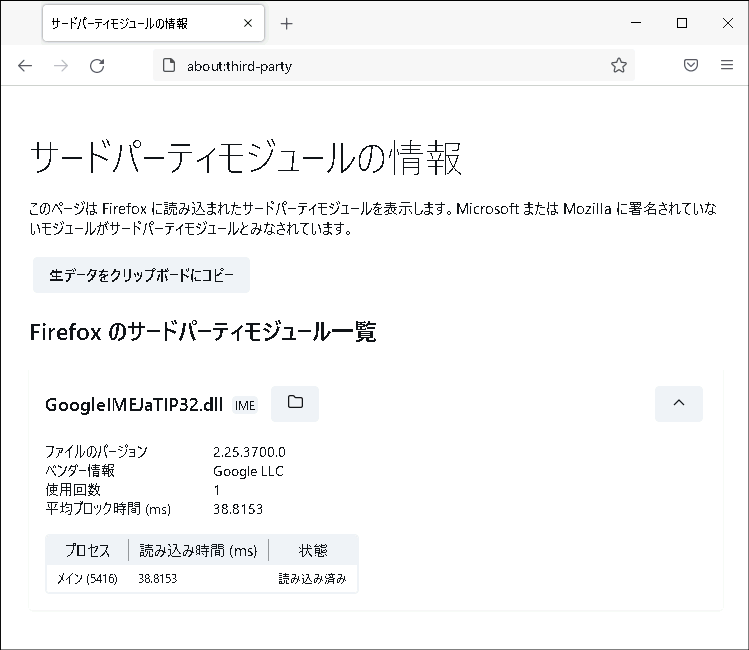 サードパーティモジュールの情報
about:third-party
サードパーティモジュールの情報
このページは Firefox に読み込まれたサードパーティモジュールを表示します。Microsoft または Mozilla に署名されていな
いモジュールがサードパーティモジュールとみなされています。
生データをクリップボードにコピー
Firefox のサードパーティモジュール一覧
GoogleIMEJaTIP32.dll IME
ファイルのバージョン 2.25.3700.0
ベンダー情報 Google LLC
使用回数 1
平均ブロック時間 (ms) 38.8153
プロセス 読み込み時間 (ms) 状態
メイン (5416) 38.8153 読み込み済み